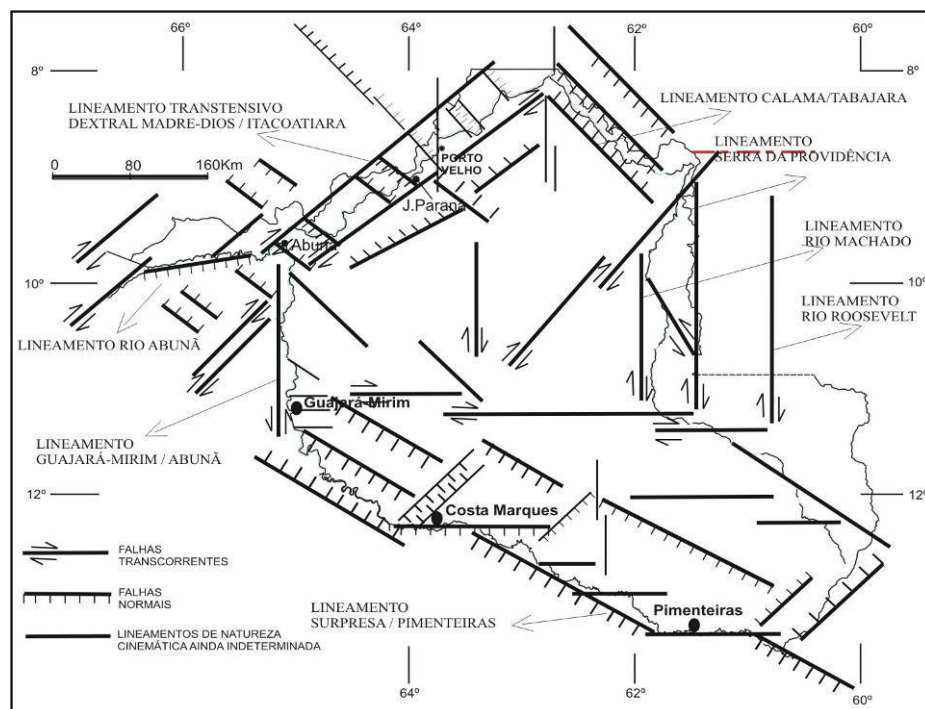 66º
64º
62º
60º
8º
8º
LINEAMENTO TRANSTENSIVO
DEXTRAL MADRE-DIOS / ITACOATIARA
LINEAMENTO CALAMA/TABAJARA
LINEAMENTO
SERRA DA PROVIDÊNCIA
0 80 160Km
PORTO
VELHO
J.Paraná
Abunã
LINEAMENTO
RIO MACHADO
10º
10º
LINEAMENTO
RIO ROOSEVELT
LINEAMENTO RIO ABUNÃ
Guajará-Mirim
LINEAMENTO
GUAJARÁ-MIRIM / ABUNÃ
12º
12º
Costa Marques
FALHAS
TRANSCORRENTES
FALHAS
NORMAIS
LINEAMENTOS DE NATUREZA
CINEMÁTICA AINDA INDETERMINADA
LINEAMENTO
SURPRESA / PIMENTEIRAS
Pimenteiras
64º
62º
60º